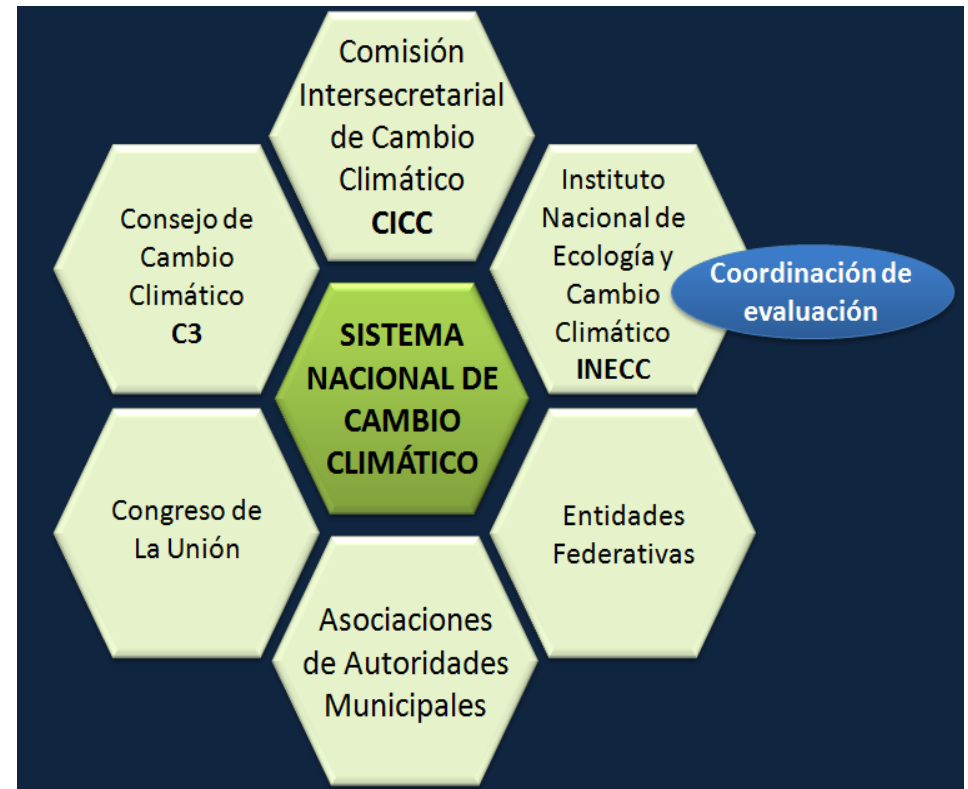 Comisión
Intersecretarial
de Cambio
Climático
CICC
Instituto
Nacional de
Ecología y
Cambio
Climático
INECC
Coordinación de
evaluación
Consejo de
Cambio
Climático
C3
SISTEMA
NACIONAL DE
CAMBIO
CLIMÁTICO
Congreso de
La Unión
Entidades
Federativas
Asociaciones
de Autoridades
Municipales